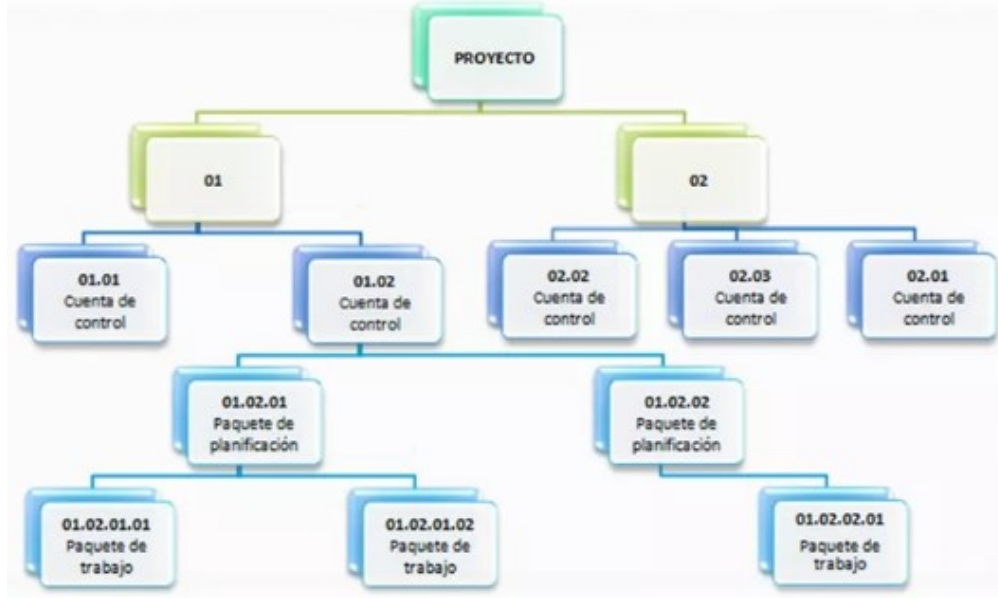 PROYECTO
01
02
01.01
Cuenta de
control
01.02
Cuenta de
control
02.02
Cuenta de
control
02.03
Cuenta de
control
02.01
Cuenta de
control
01.02.01
Paquete de
planificación
01.02.02
Paquete de
planificación
01.02.01.01
Paquete de
trabajo
01.02.01.02
Paquete de
trabajo
01.02.02.01
Paquete de
trabajo